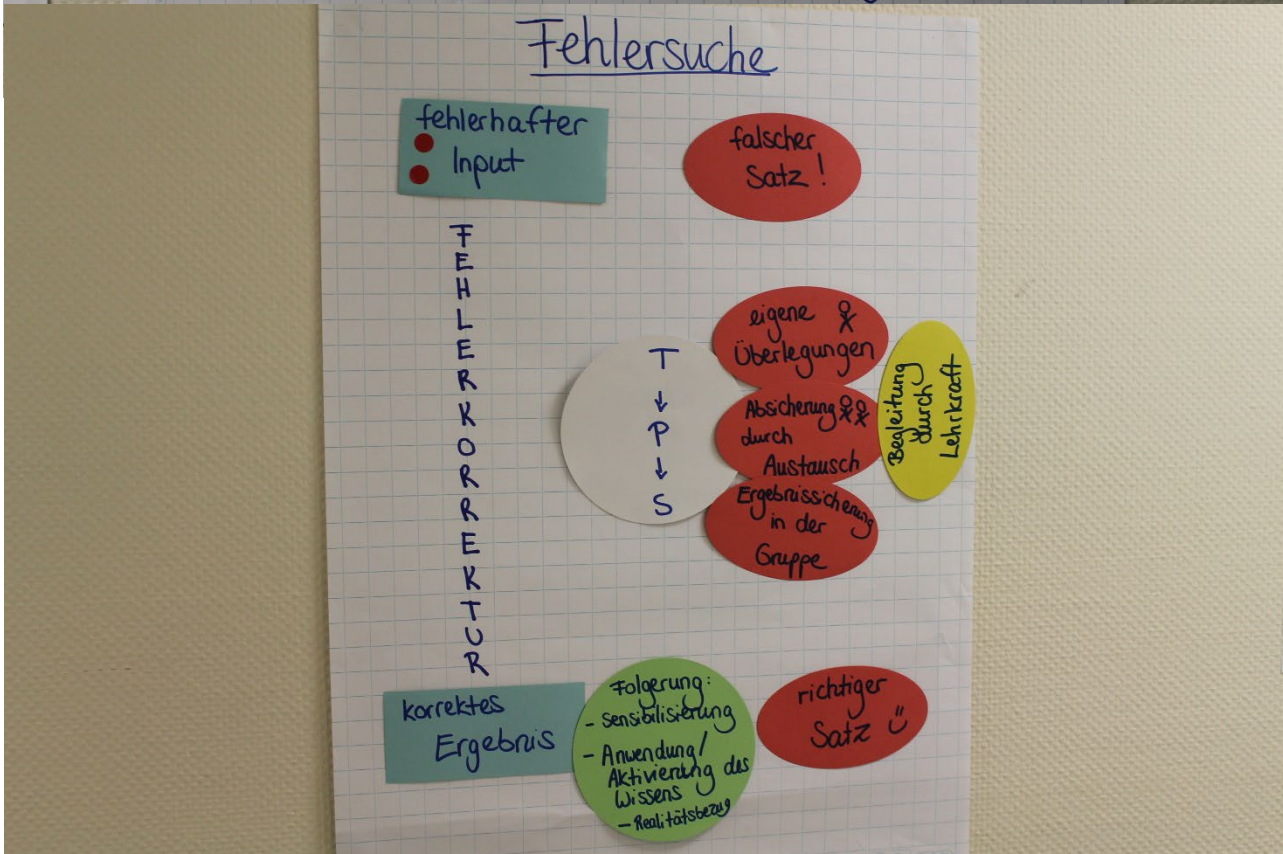 Fehlersuche
fehlerhafter
Input
falscher
Satz!
FEHLERKORREKTUR
T
↓
P
↓
S
eigene
Überlegungen
Absicherung
durch
Austausch
Ergebnissicherung
in der
Gruppe
Begleitung
durch
Lehrkraft
korrektes
Ergebnis
Folgerung:
- Sensibilisierung
- Anwendung/
Aktivierung des
Wissens
- Realitätsbezug
richtiger
Satz